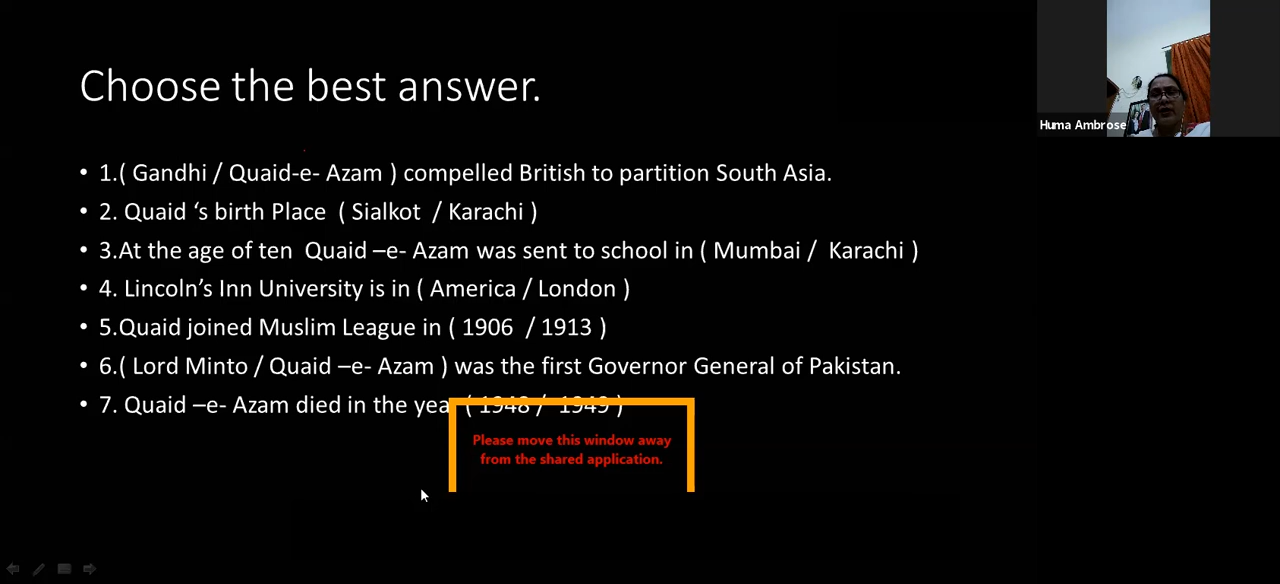 Choose the best answer.
Huma Ambrose
• 1.( Gandhi / Quaid-e- Azam ) compelled British to partition South Asia.
• 2. Quaid ‘s birth Place ( Sialkot / Karachi )
• 3.At the age of ten Quaid –e- Azam was sent to school in ( Mumbai / Karachi )
• 4. Lincoln’s Inn University is in ( America / London )
• 5.Quaid joined Muslim League in ( 1906 / 1913 )
• 6.( Lord Minto / Quaid –e- Azam ) was the first Governor General of Pakistan.
• 7. Quaid –e- Azam died in the year ( 1948 / 1949 )
Please move this window away
from the shared application.